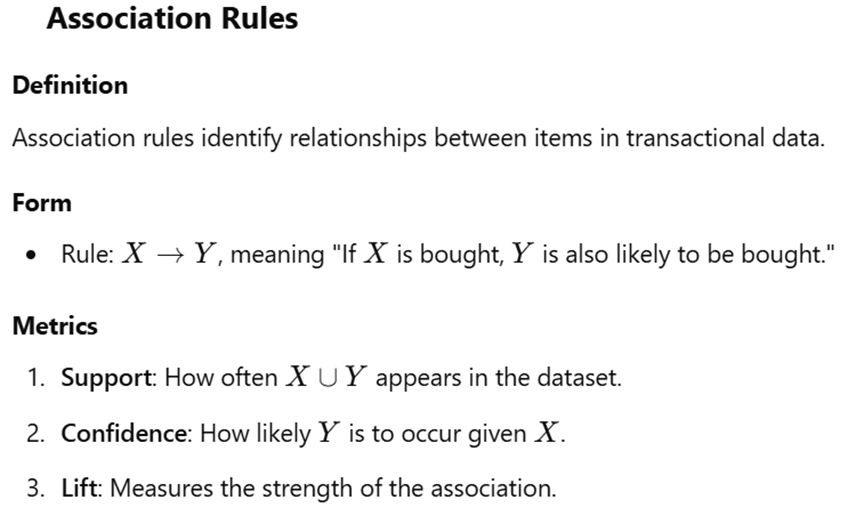 Association Rules
Definition
Association rules identify relationships between items in transactional data.
Form
• Rule: X → Y, meaning "If X is bought, Y is also likely to be bought."
Metrics
1. Support: How often X ∪ Y appears in the dataset.
2. Confidence: How likely Y is to occur given X.
3. Lift: Measures the strength of the association.